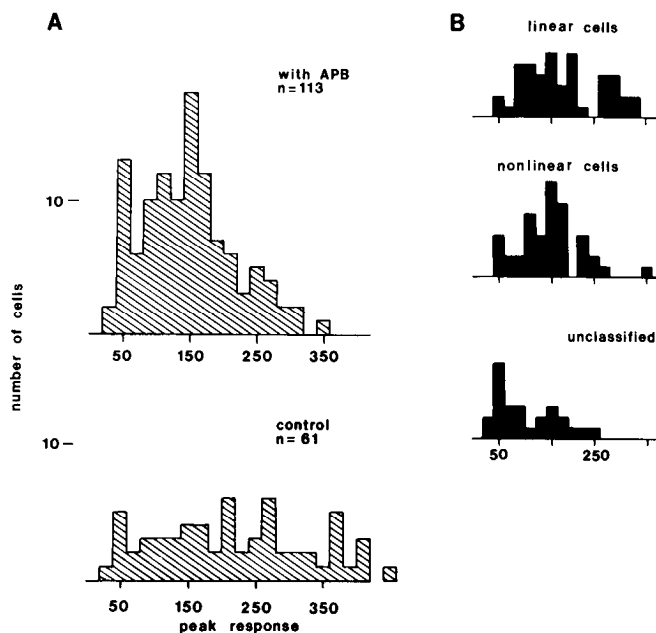 A
with APB
n=113
10
50 150 250 350
number of cells
control
n= 61
10
50 150 250 350
peak response
B
linear cells
nonlinear cells
unclassified
50 250